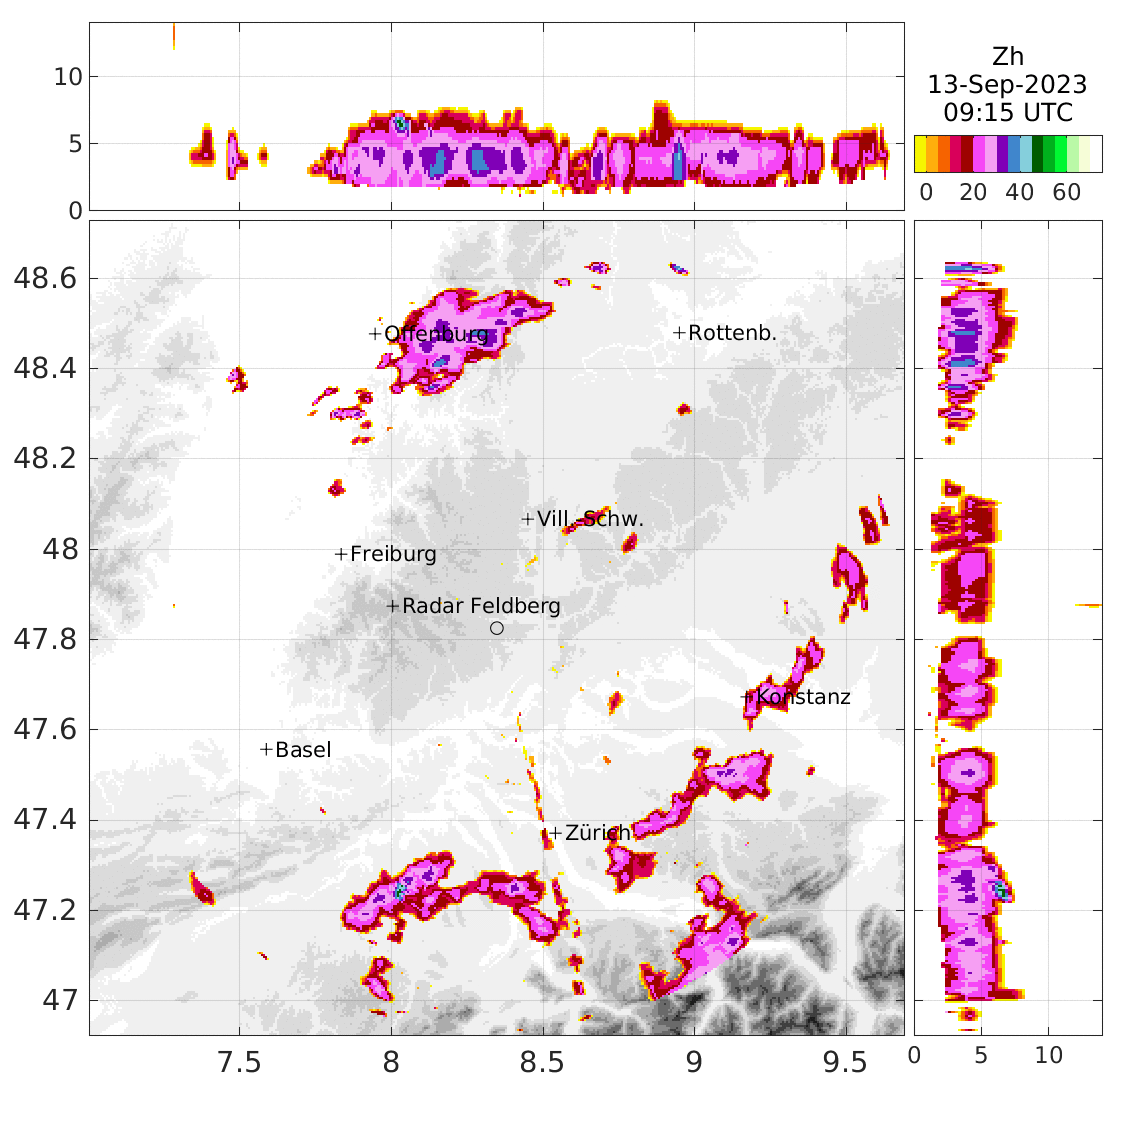 10
5
0
Zh
13-Sep-2023
09:15 UTC
0 20 40 60
48.6
48.4
48.2
48
47.8
47.6
47.4
47.2
47
Offenburg
Rottenb.
Vill.-Schw.
Freiburg
Radar Feldberg
Konstanz
Basel
Zürich
7.5 8 8.5 9 9.5
0 5 10